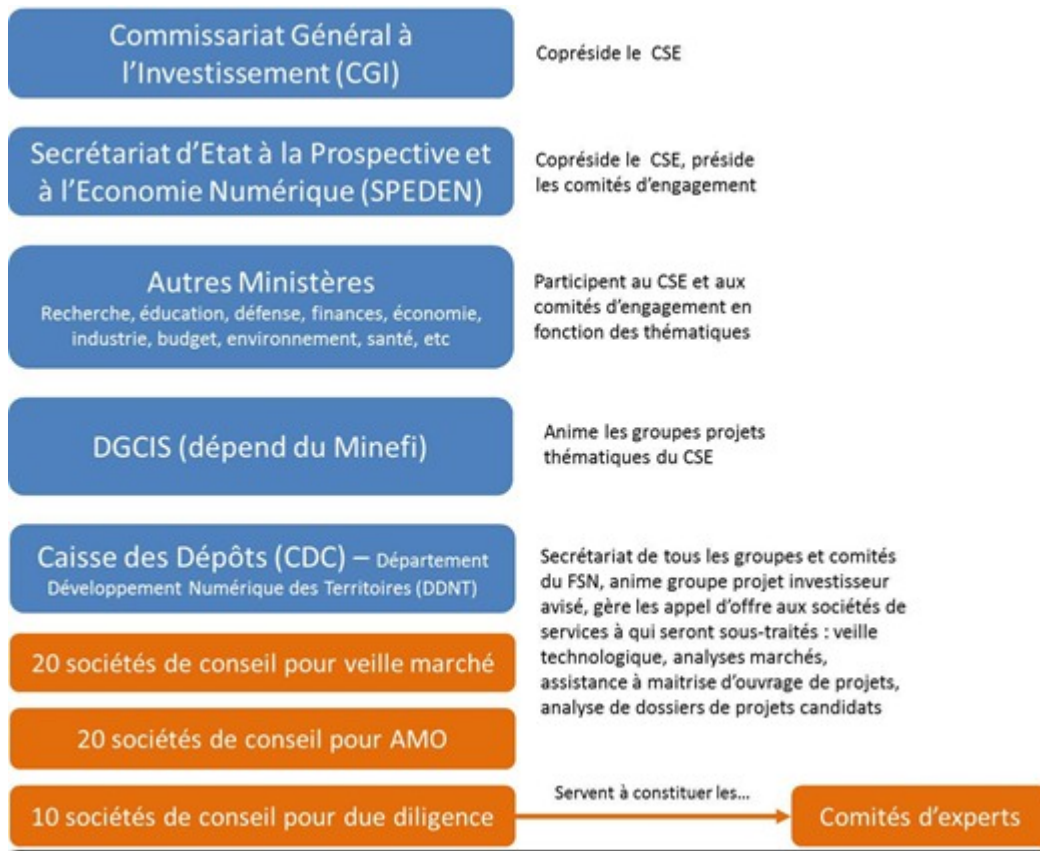 Commissariat Général à
l'Investissement (CGI)
Copréside le CSE
Secrétariat d'Etat à la Prospective et
à l'Economie Numérique (SPEDEN)
Copréside le CSE, préside
les comités d'engagement
Autres Ministères
Recherche, éducation, défense, finances, économie,
industrie, budget, environnement, santé, etc
Participent au CSE et aux
comités d'engagement en
fonction des thématiques
DGCIS (dépend du Minefi)
Anime les groupes projets
thématiques du CSE
Caisse des Dépôts (CDC) – Département
Développement Numérique des Territoires (DDNT)
Secrétariat de tous les groupes et comités
du FSN, anime groupe projet investisseur
avisé, gère les appel d'offre aux sociétés de
services à qui seront sous-traités : veille
technologique, analyses marchés,
assistance à maitrise d'ouvrage de projets,
analyse de dossiers de projets candidats
20 sociétés de conseil pour veille marché
20 sociétés de conseil pour AMO
10 sociétés de conseil pour due diligence
Servent à constituer les...
Comités d'experts